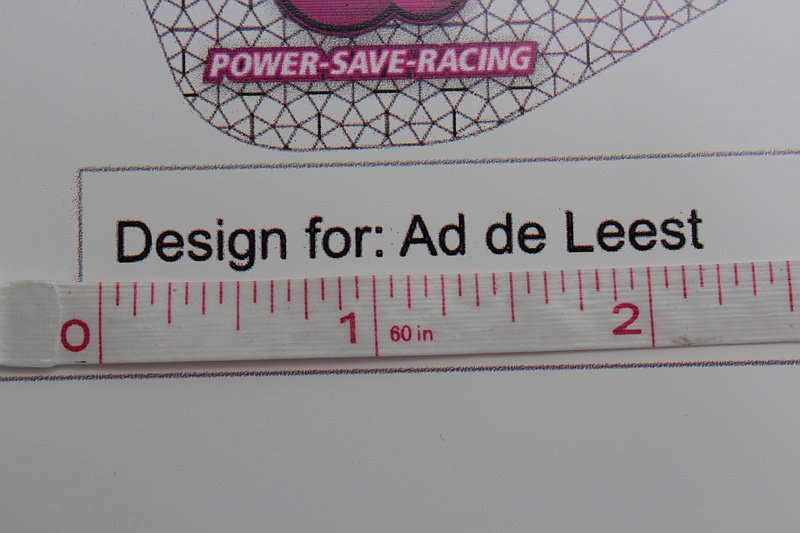 POWER-SAVE-RACING
Design for: Ad de Leest
0 1 60 in 2